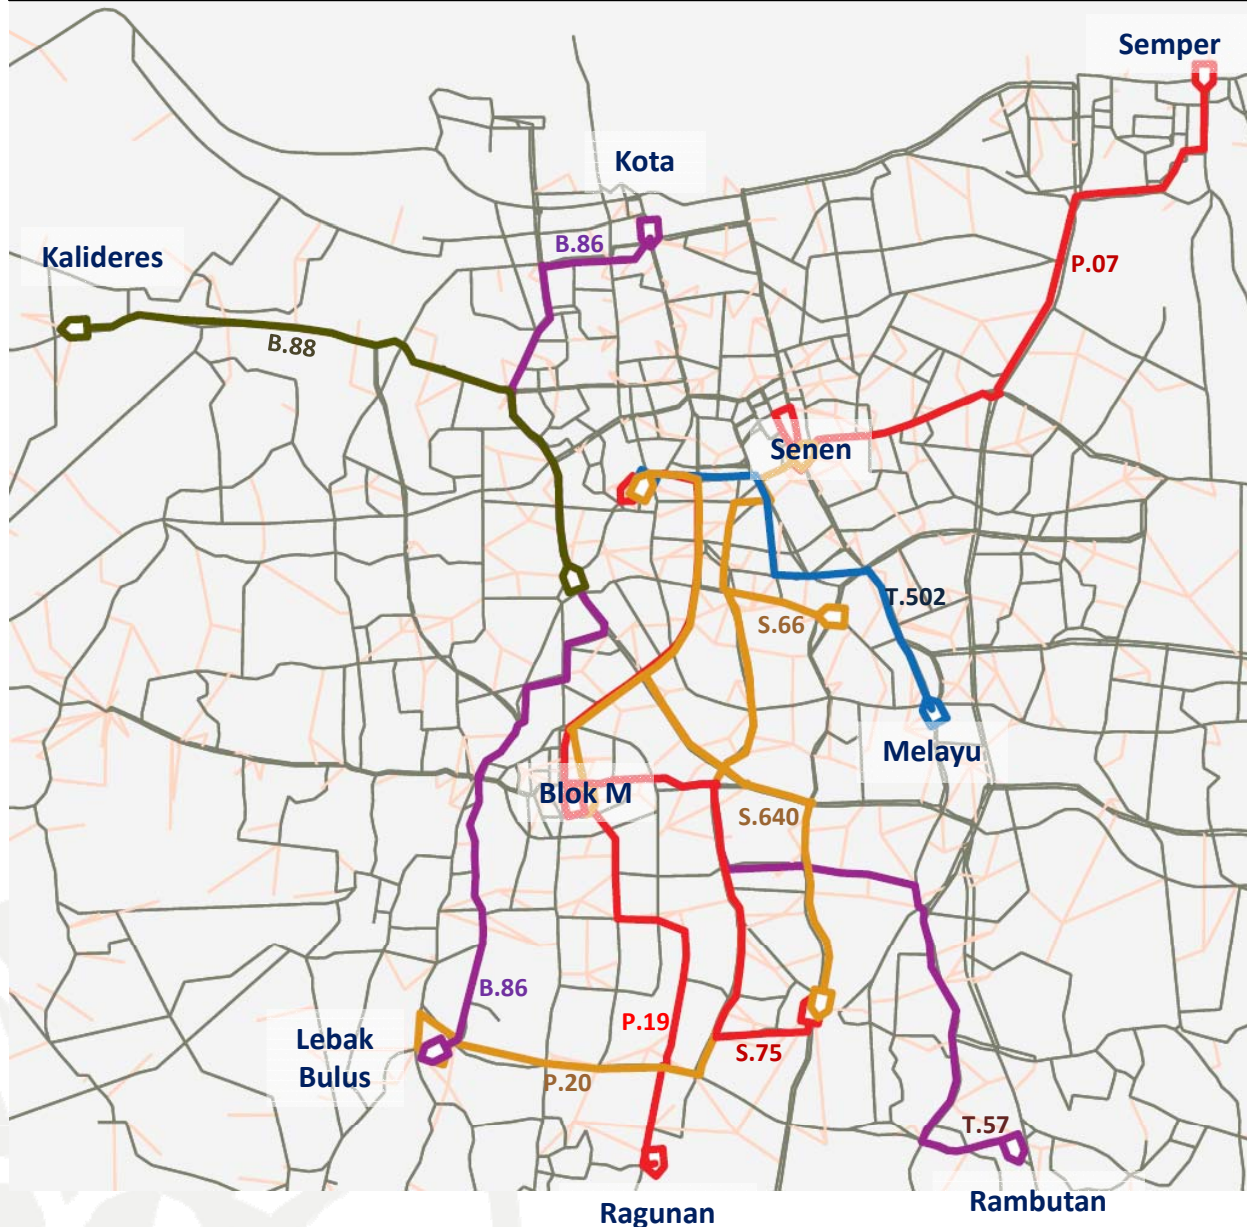 Semper
Kota
B.86
Kalideres
P.07
B.88
Senen
T.502
S.66
Melayu
Blok M
S.640
B.86
P.19
Lebak
Bulus
S.75
P.20
T.57
Rambutan
Ragunan